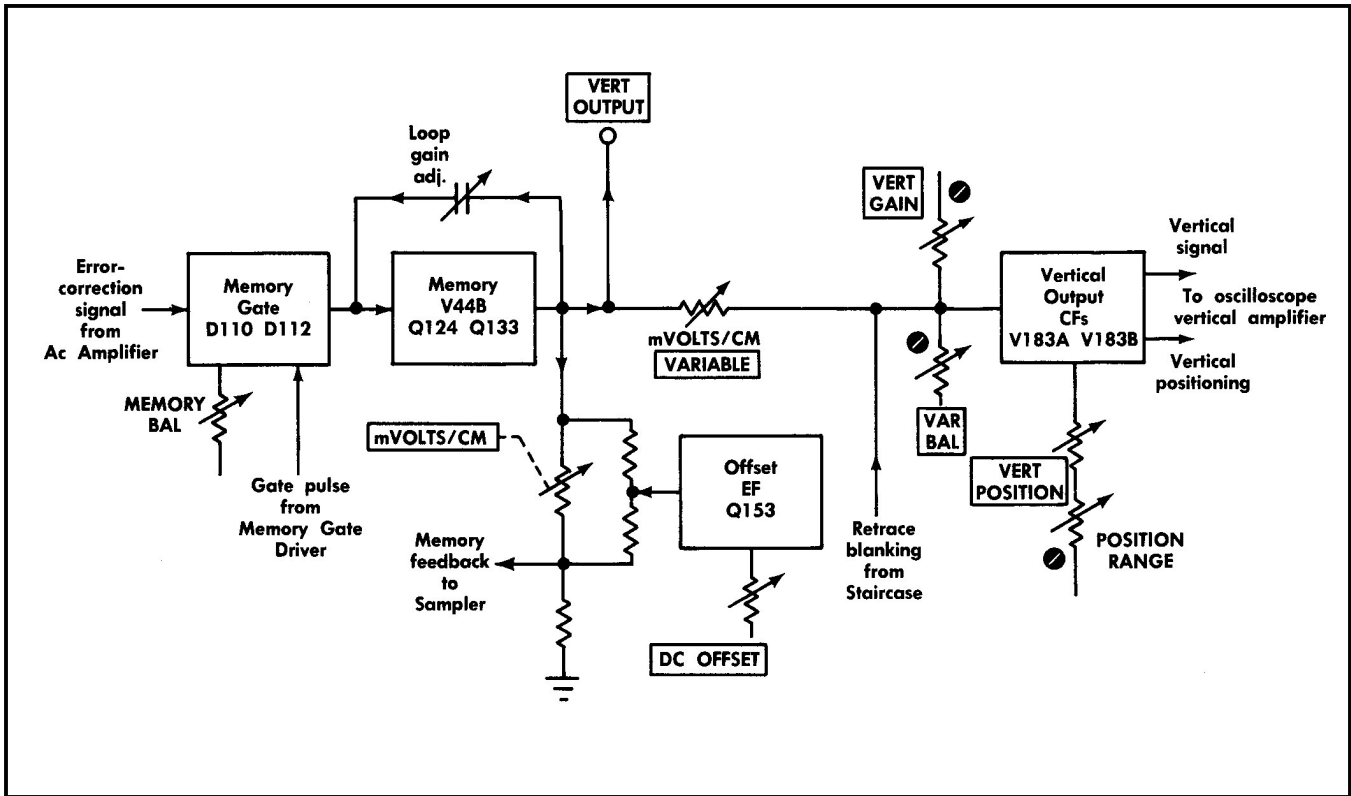 VERT
OUTPUT
Loop
gain
adj.
VERT
GAIN
Vertical
signal
Error-
correction
signal
from
Ac Amplifier
Memory
Gate
D110 D112
Memory
V44B
Q124 Q133
mVOLTS/CM
VARIABLE
Vertical
Output
CFs
V183A V183B
To oscilloscope
vertical amplifier
Vertical
positioning
MEMORY
BAL
mVOLTS/CM
VAR
BAL
Gate pulse
from
Memory Gate
Driver
Offset
EF
Q153
VERT
POSITION
Memory
feedback
to
Sampler
Retrace
blanking
from
Staircase
POSITION
RANGE
DC OFFSET